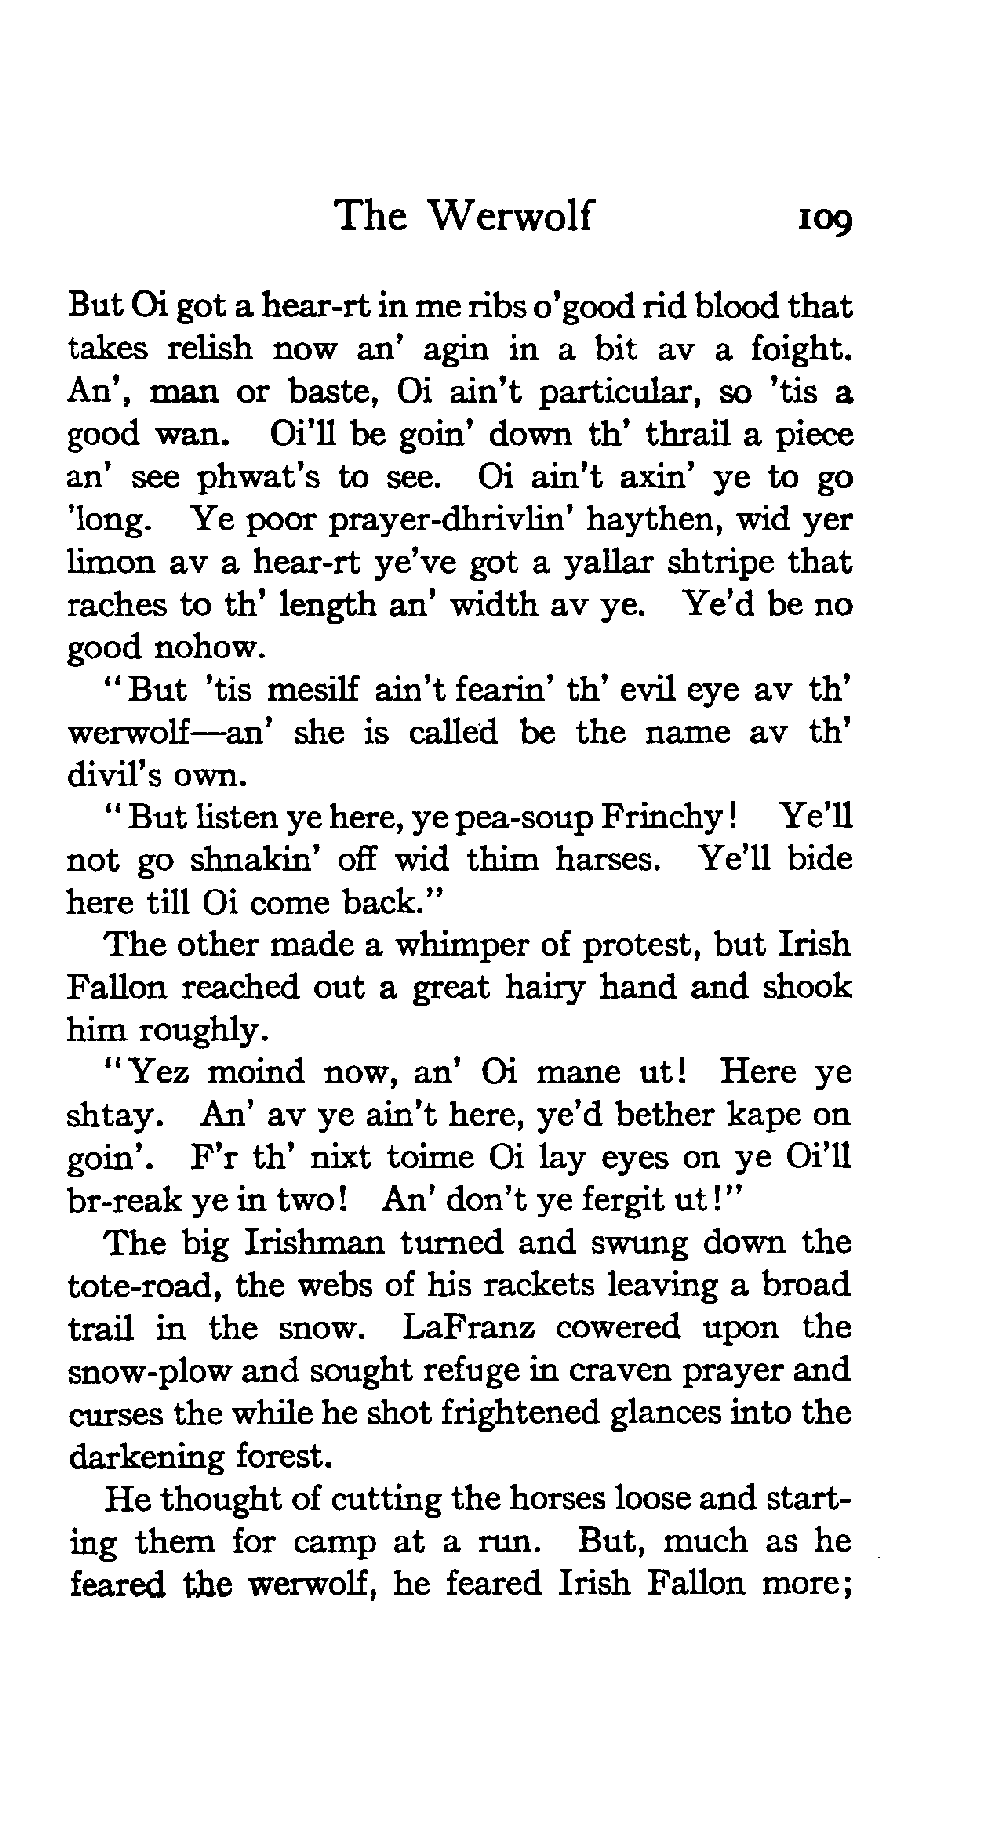 The Werwolf 109
But Oi got a hear-rt in me ribs o'good rid blood that
takes relish now an' agin in a bit av a foight.
An', man or baste, Oi ain't particular, so 'tis a
good wan. Oi'll be goin' down th' thrail a piece
an' see phwat's to see. Oi ain't axin' ye to go
'long. Ye poor prayer-dhrivlin' haythen, wid yer
limon av a hear-rt ye've got a yallar shtripe that
raches to th' length an' width av ye. Ye'd be no
good nohow.
"But 'tis mesilf ain't fearin' th' evil eye av th'
werwolf—an' she is called be the name av th'
divil's own.
"But listen ye here, ye pea-soup Frinchy! Ye'll
not go shnakin' off wid thim harses. Ye'll bide
here till Oi come back."
The other made a whimper of protest, but Irish
Fallon reached out a great hairy hand and shook
him roughly.
"Yez moind now, an' Oi mane ut! Here ye
shtay. An' av ye ain't here, ye'd bether kape on
goin'. F'r th' nixt toime Oi lay eyes on ye Oi'll
br-reak ye in two! An' don't ye fergit ut!"
The big Irishman turned and swung down the
tote-road, the webs of his rackets leaving a broad
trail in the snow. LaFranz cowered upon the
snow-plow and sought refuge in craven prayer and
curses the while he shot frightened glances into the
darkening forest.
He thought of cutting the horses loose and start-
ing them for camp at a run. But, much as he
feared the werwolf, he feared Irish Fallon more;